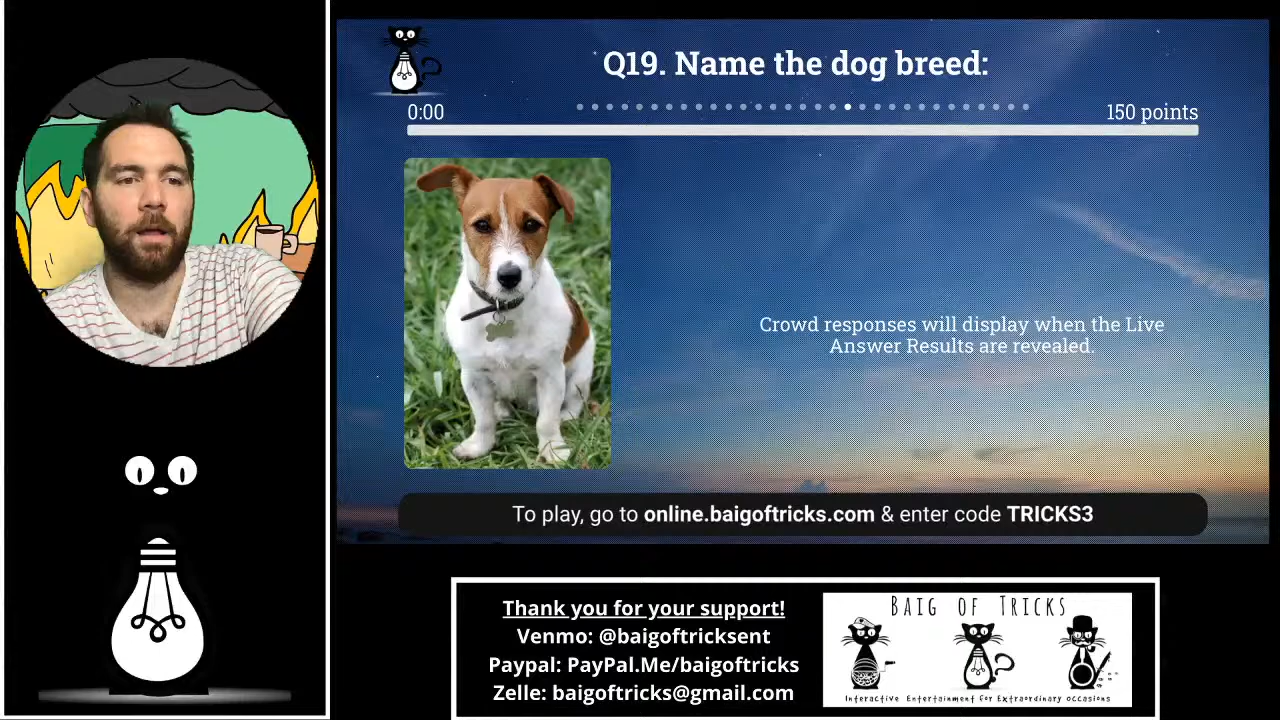 Q19. Name the dog breed:
0:00
150 points
Crowd responses will display when the Live
Answer Results are revealed.
To play, go to online.baigoftricks.com & enter code TRICKS3
Thank you for your support!
Venmo: @baigoftricksent
Paypal: PayPal.Me/baigoftricks
Zelle: baigoftricks@gmail.com
BAIG OF TRICKS
Interactive Entertainment for Extraordinary occasions